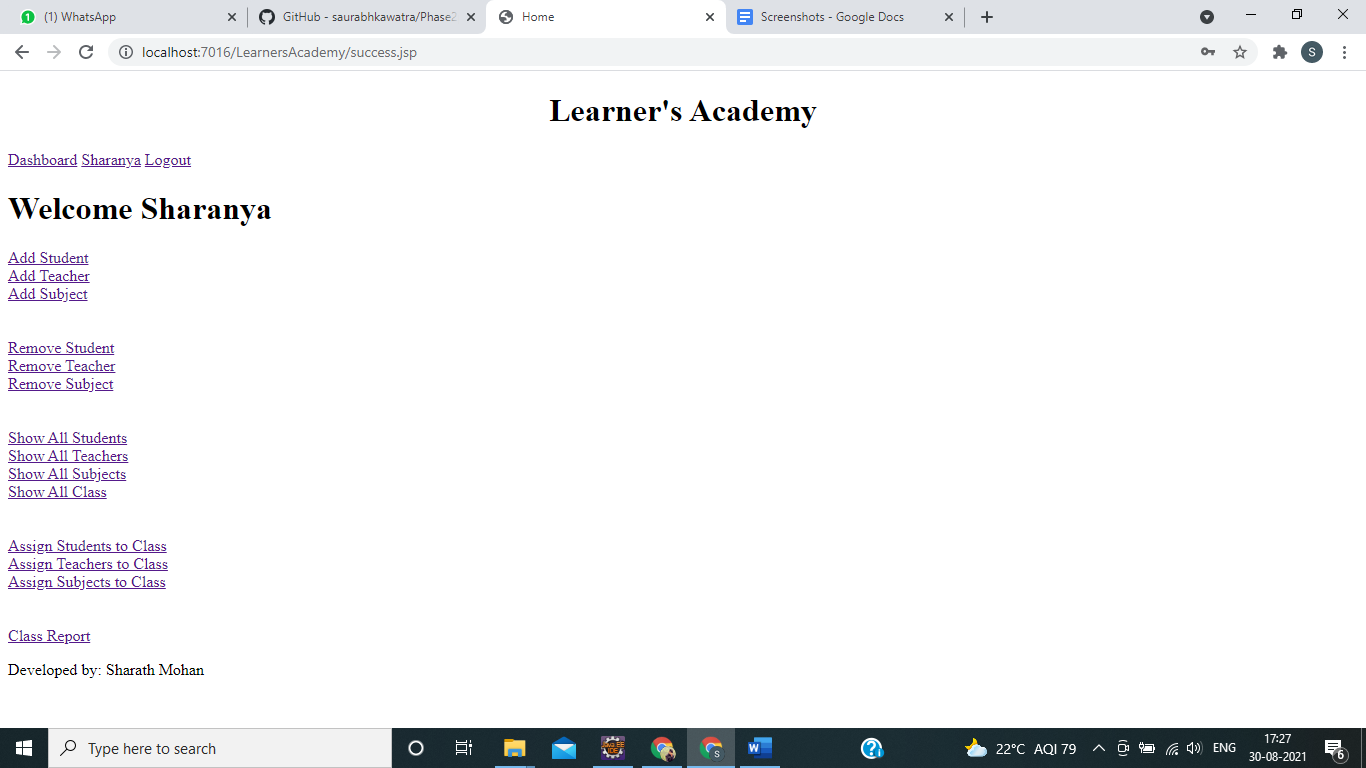 (1) WhatsApp
GitHub - saurabhkawatra/Phase2
Home
Screenshots - Google Docs
localhost:7016/LearnersAcademy/success.jsp
S
Learner's Academy
Dashboard Sharanya Logout
Welcome Sharanya
Add Student
Add Teacher
Add Subject
Remove Student
Remove Teacher
Remove Subject
Show All Students
Show All Teachers
Show All Subjects
Show All Class
Assign Students to Class
Assign Teachers to Class
Assign Subjects to Class
Class Report
Developed by: Sharath Mohan
Type here to search
22°C AQI 79
ENG
17:27
30-08-2021
6